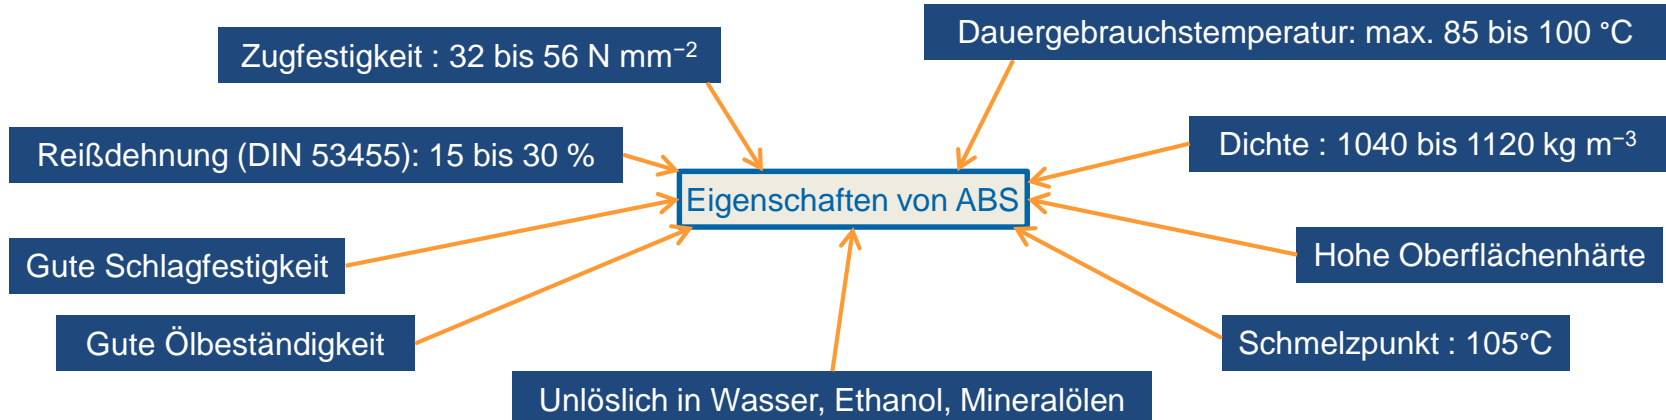 Dauergebrauchstemperatur: max. 85 bis 100 °C
Zugfestigkeit : 32 bis 56 N mm⁻²
Dichte : 1040 bis 1120 kg m⁻³
Reißdehnung (DIN 53455): 15 bis 30 %
Eigenschaften von ABS
Hohe Oberflächenhärte
Gute Schlagfestigkeit
Schmelzpunkt : 105°C
Gute Ölbeständigkeit
Unlöslich in Wasser, Ethanol, Mineralölen